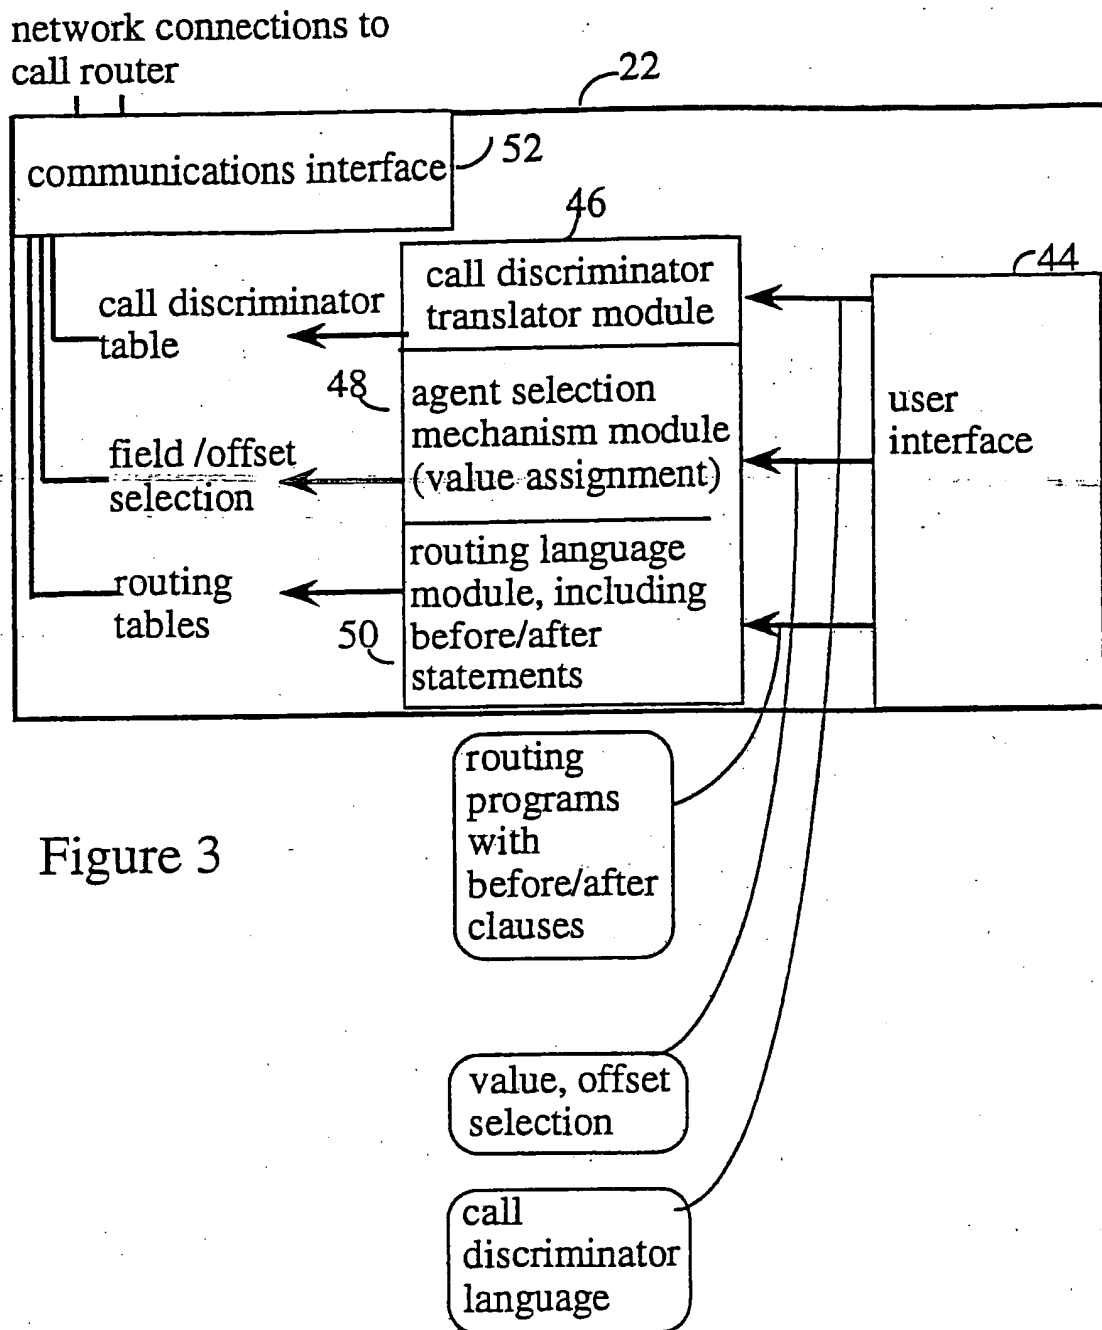 network connections to
call router
22
communications interface
52
46
call discriminator
translator module
44
call discriminator
table
48
agent selection
mechanism module
(value assignment)
user
interface
field /offset
selection
routing language
module, including
before/after
statements
routing
tables
50
routing
programs
with
before/after
clauses
Figure 3
value, offset
selection
call
discriminator
language